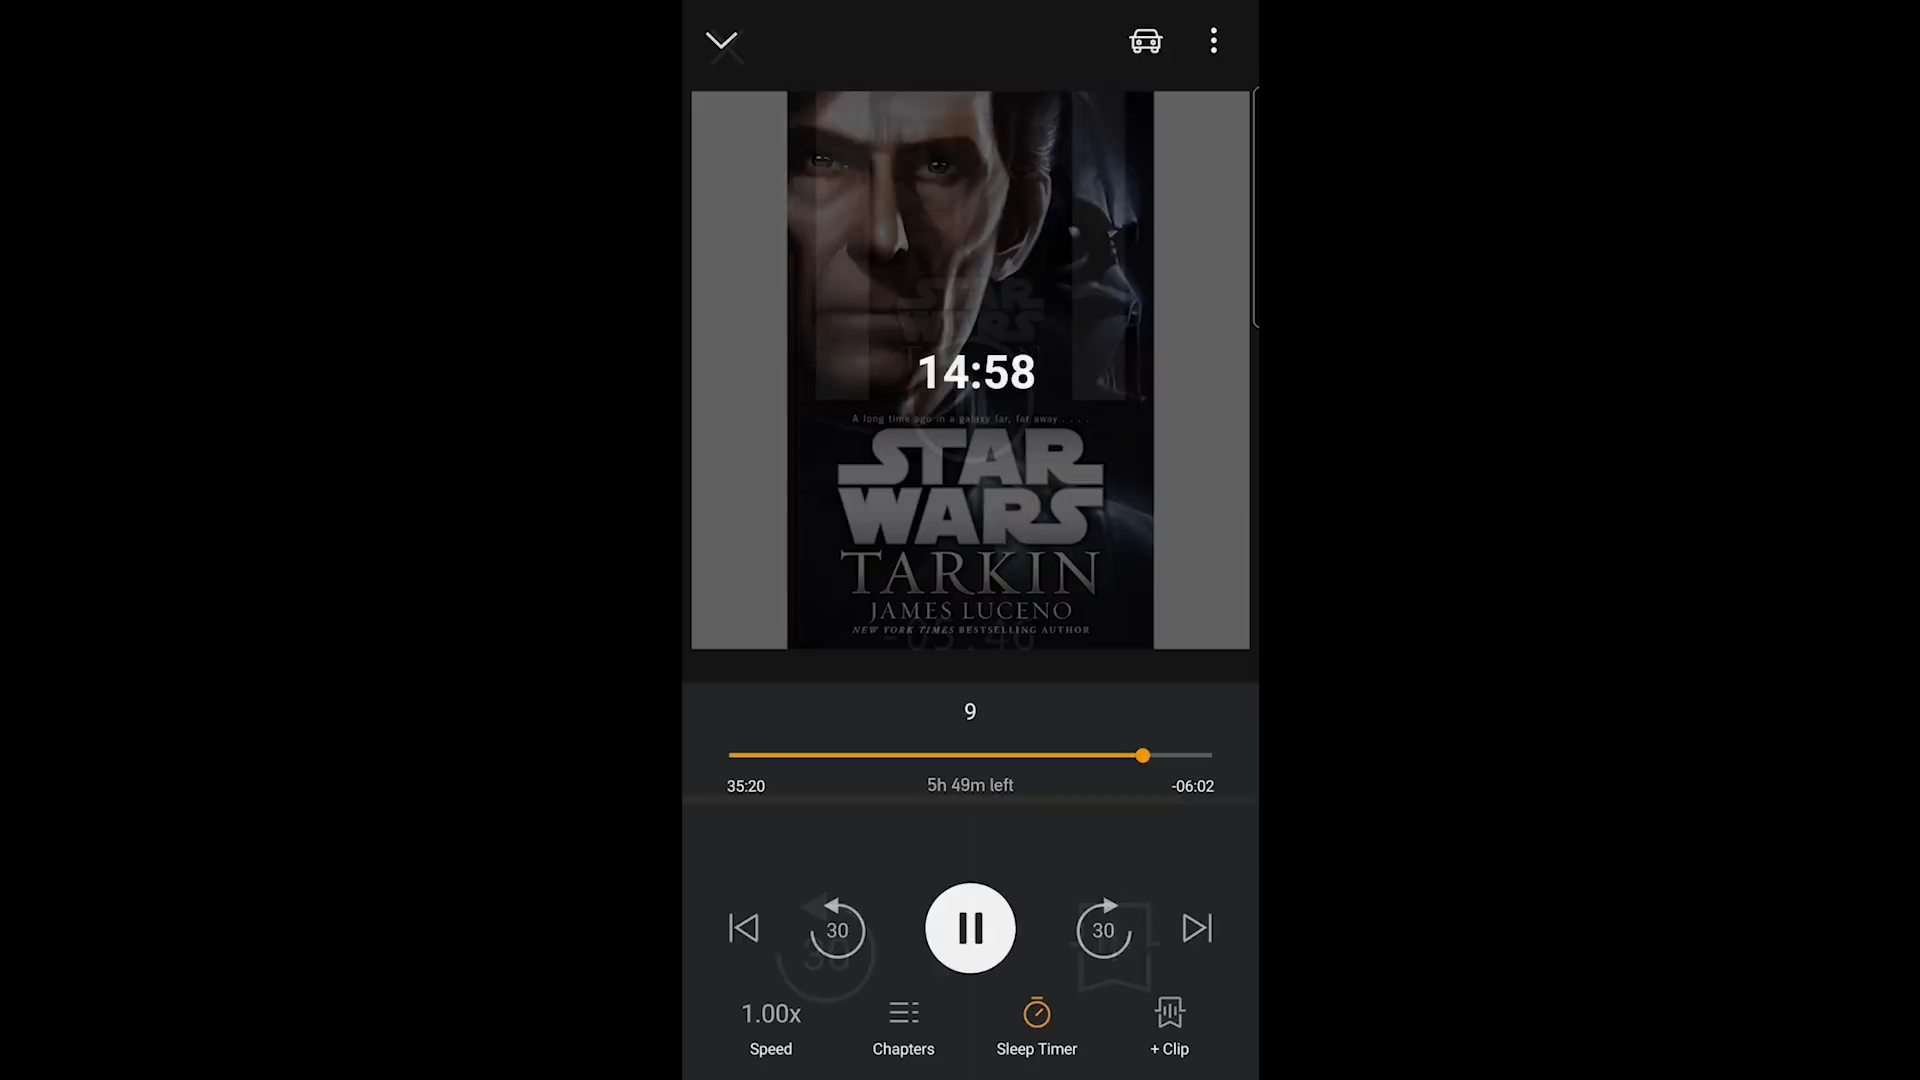 14:58
A long time ago in a galaxy far, far away . . . .
STAR
WARS
TARKIN
JAMES LUCENO
NEW YORK TIMES BESTSELLING AUTHOR
9
35:20
5h 49m left
-06:02
30
30
1.00x
Speed
Chapters
Sleep Timer
+ Clip